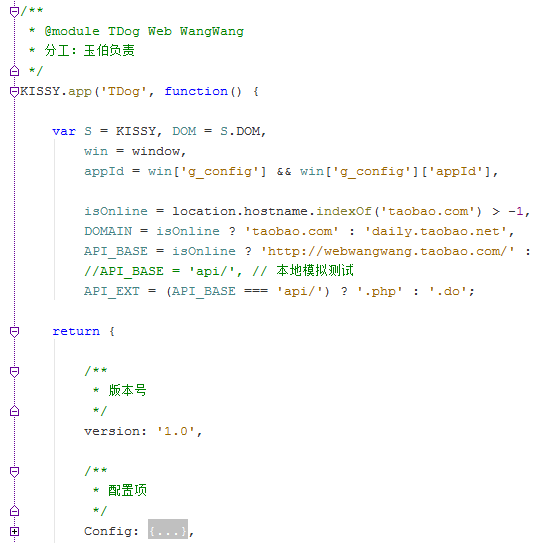 /**
 * @module TDog Web WangWang
 * 分工：玉伯负责
 */
KISSY.app('TDog', function() {
var S = KISSY, DOM = S.DOM,
win = window,
appId = win['g_config'] && win['g_config']['appId'],
isOnline = location.hostname.indexOf('taobao.com') > -1,
DOMAIN = isOnline ? 'taobao.com' : 'daily.taobao.net',
API_BASE = isOnline ? 'http://webwangwang.taobao.com/' :
//API_BASE = 'api/', // 本地模拟测试
API_EXT = (API_BASE === 'api/') ? '.php' : '.do';
return {
/**
 * 版本号
 */
version: '1.0',
/**
 * 配置项
 */
Config: {...},